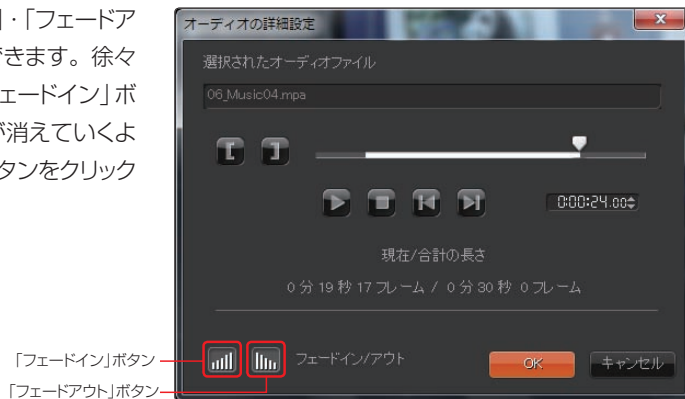 」・「フェードア
できます。徐々
ェードイン」ボ
が消えていくよ
タンをクリック
オーディオの詳細設定
選択されたオーディオファイル
06_Music04.mpa
0:00:24.00
現在/合計の長さ
0 分 19 秒 17 フレーム / 0 分 30 秒 0 フレーム
フェードイン/アウト
OK
キャンセル
「フェードイン」ボタン
「フェードアウト」ボタン